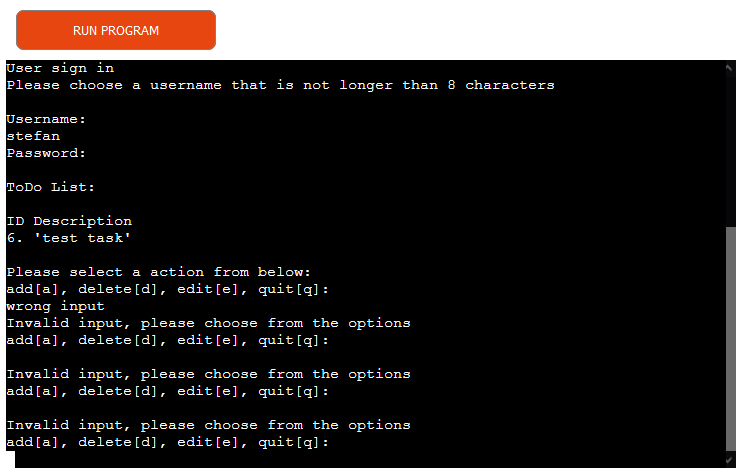 RUN PROGRAM
User sign in
Please choose a username that is not longer than 8 characters
Username:
stefan
Password:
ToDo List:
ID Description
6. 'test task'
Please select a action from below:
add[a], delete[d], edit[e], quit[q]:
wrong input
Invalid input, please choose from the options
add[a], delete[d], edit[e], quit[q]:
Invalid input, please choose from the options
add[a], delete[d], edit[e], quit[q]:
Invalid input, please choose from the options
add[a], delete[d], edit[e], quit[q]: